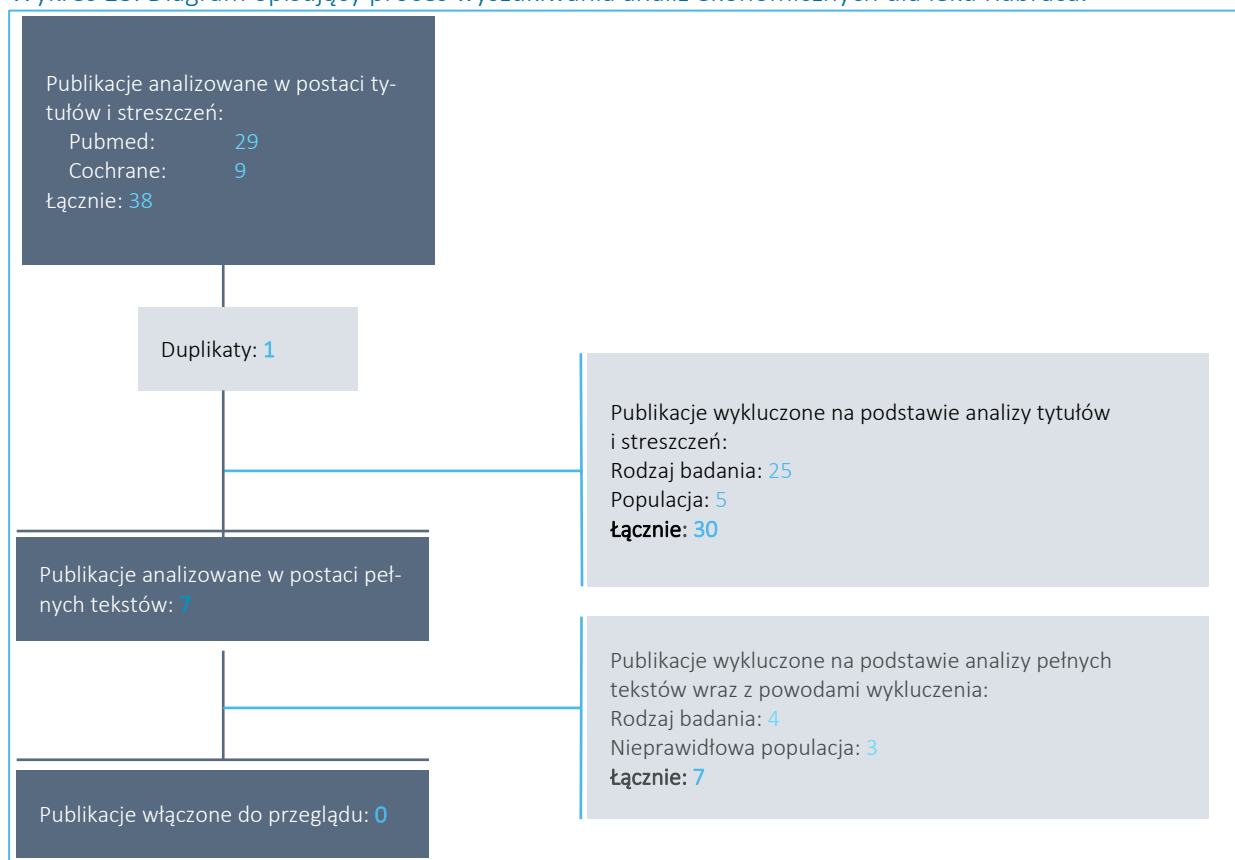 Publikacje analizowane w postaci ty-
tułów i streszczeń:
Pubmed: 29
Cochrane: 9
Łącznie: 38
Duplikaty: 1
Publikacje wykluczone na podstawie analizy tytułów
i streszczeń:
Rodzaj badania: 25
Populacja: 5
Łącznie: 30
Publikacje analizowane w postaci peł-
nych tekstów: 7
Publikacje wykluczone na podstawie analizy pełnych
tekstów wraz z powodami wykluczenia:
Rodzaj badania: 4
Nieprawidłowa populacja: 3
Łącznie: 7
Publikacje włączone do przeglądu: 0